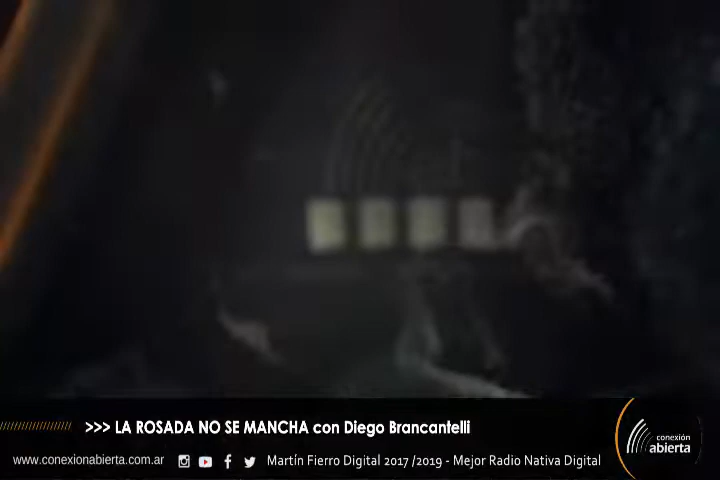 >>> LA ROSADA NO SE MANCHA con Diego Brancantelli
conexión
abierta
www.conexionabierta.com.ar
Martín Fierro Digital 2017 /2019 - Mejor Radio Nativa Digital